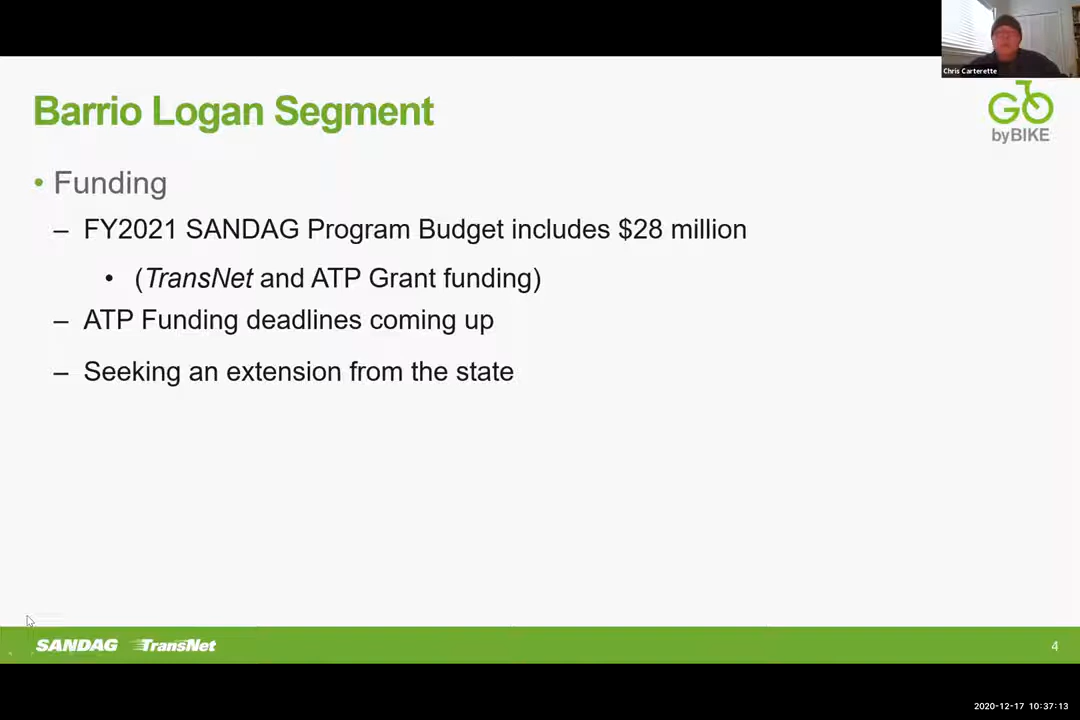 Chris Carterette
Barrio Logan Segment
GO
byBIKE
• Funding
– FY2021 SANDAG Program Budget includes $28 million
• (TransNet and ATP Grant funding)
– ATP Funding deadlines coming up
– Seeking an extension from the state
SANDAG TransNet
4
2020-12-17 10:37:13